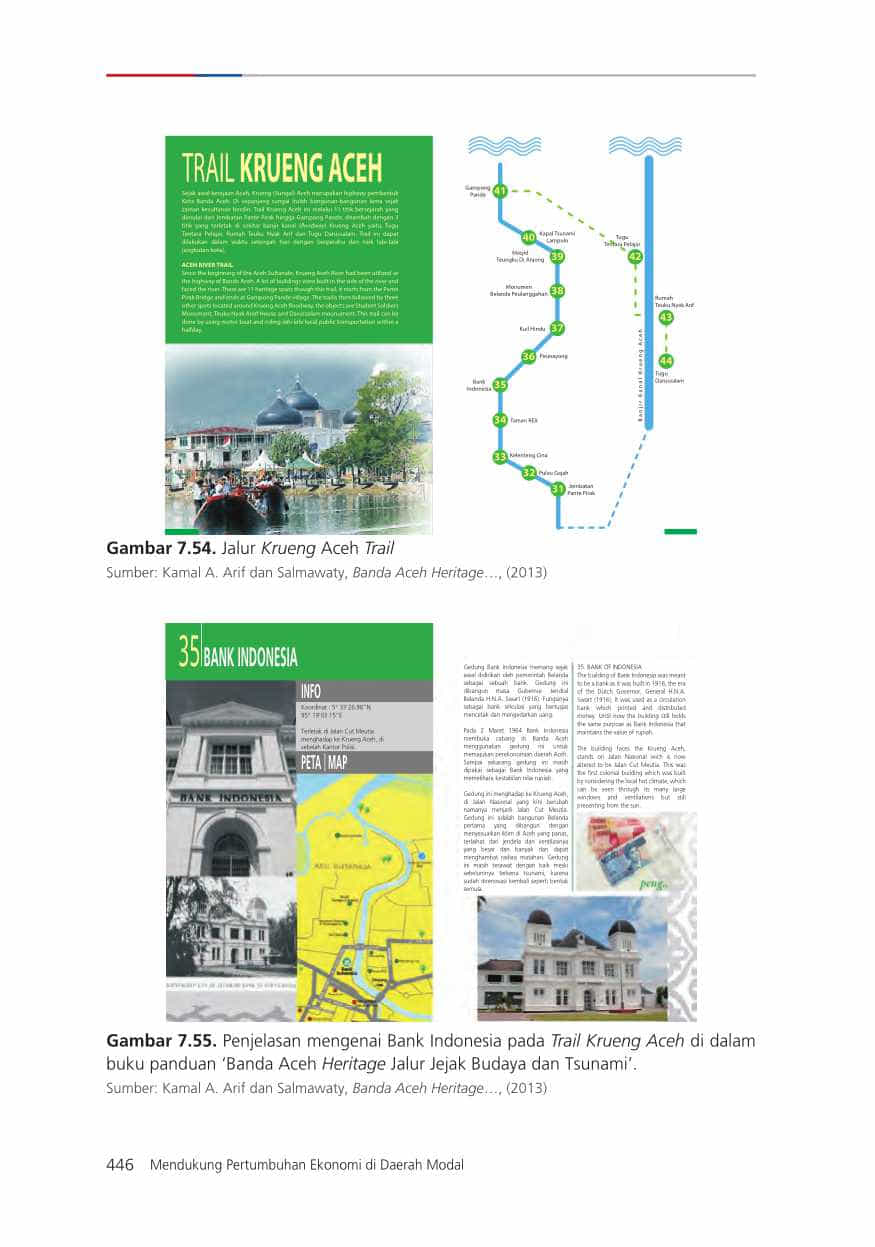 TRAIL KRUENG ACEH
Sejak awal kerajaan Aceh, Krueng (Sungai) Aceh merupakan highway pembentuk
Kota Banda Aceh. Di sepanjang sungai itulah bangunan-bangunan kuno sejak
zaman kesultanan berdiri. Trail Krueng Aceh ini melalui 11 titik bersejarah yang
dimulai dari Jembatan Pante Pirak hingga Gampong Pande, ditambah dengan 3
titik yang terletak di sekitar banjir kanal (floodway) Krueng Aceh yaitu Tugu
Tentara Pelajar, Rumah Teuku Nyak Arif dan Tugu Darussalam. Trail ini dapat
dilakukan dalam waktu setengah hari dengan berperahu dan naik labi-labi
(angkutan kota).
ACEH RIVER TRAIL
Since the beginning of the Aceh Sultanate, Krueng Aceh River had been utilized as
the highway of Banda Aceh. A lot of buildings were built in the side of the river and
faced the river. There are 11 heritage spots though this trail, it starts from the Pante
Pirak Bridge and ends at Gampong Pande village. The trail is then followed by three
other spots located around Krueng Aceh floodway, the objects are Student Soldiers
Monument, Teuku Nyak Arief House and Darussalam monument. This trail can be
done by using motor boat and riding labi-labi local public transportation within a
halfday.
Gampong
Pande
41
40
Kapal Tsunami
Lampulo
Masjid
Teungku Di Anjong
39
Monumen
Belanda Peulanggahan
38
Kuil Hindu
37
36
Peunayong
Bank
Indonesia
35
34
Taman REX
33
Kelenteng Cina
32
Pulau Gajah
31
Jembatan
Pante Pirak
Tugu
Tentara Pelajar
42
Banjir Kanal Krueng Aceh
Rumah
Teuku Nyak Arif
43
44
Tugu
Darussalam
Gambar 7.54. Jalur Krueng Aceh Trail
Sumber: Kamal A. Arif dan Salmawaty, Banda Aceh Heritage…, (2013)
35 BANK INDONESIA
INFO
Koordinat : 5° 33' 26.96"N,
95° 19'03 15"E
Terletak di Jalan Cut Meutia
menghadap ke Krueng Aceh, di
sebelah Kantor Polisi.
PETA MAP
BANK INDONESIA
Gedung Bank Indonesia memang sejak
awal didirikan oleh pemerintah Belanda
sebagai sebuah bank. Gedung ini
dibangun masa Gubernur Jendral
Belanda H.N.A. Swart (1916). Fungsinya
sebagai bank sirkulasi yang bertugas
mencetak dan mengedarkan uang.
Pada 2 Maret 1964 Bank Indonesia
membuka cabang di Banda Aceh
menggunakan gedung ini untuk
memajukan perekonomian daerah Aceh.
Sampai sekarang gedung ini masih
dipakai sebagai Bank Indonesia yang
memelihara kestabilan nilai rupiah.
Gedung ini menghadap ke Krueng Aceh,
di Jalan Nasional yang kini berubah
namanya menjadi Jalan Cut Meutia.
Gedung ini adalah bangunan Belanda
pertama yang dibangun dengan
menyesuaikan iklim di Aceh yang panas,
terlihat dari jendela dan ventilasinya
yang besar dan banyak dan dapat
menghambat radiasi matahari. Gedung
ini masih terawat dengan baik meski
sebelumnya terkena tsunami, karena
sudah direnovasi kembali seperti bentuk
semula.
35 BANK OF INDONESIA
The building of Bank Indonesia was meant
to be a bank as it was built in 1916, the era
of the Dutch Governor, General H.N.A.
Swart (1916). It was used as a circulation
bank which printed and distributed
money. Until now the building still holds
the same purpose as Bank Indonesia that
maintains the value of rupiah.
The building faces the Krueng Aceh,
stands on Jalan Nasional wich is now
altered to be Jalan Cut Meutia. This was
the first colonial building which was built
by considering the local hot climate, which
can be seen through its many large
windows and ventilations but still
preserving from the sun.
peng..
Gambar 7.55. Penjelasan mengenai Bank Indonesia pada Trail Krueng Aceh di dalam
buku panduan ‘Banda Aceh Heritage Jalur Jejak Budaya dan Tsunami’.
Sumber: Kamal A. Arif dan Salmawaty, Banda Aceh Heritage…, (2013)
446 Mendukung Pertumbuhan Ekonomi di Daerah Modal